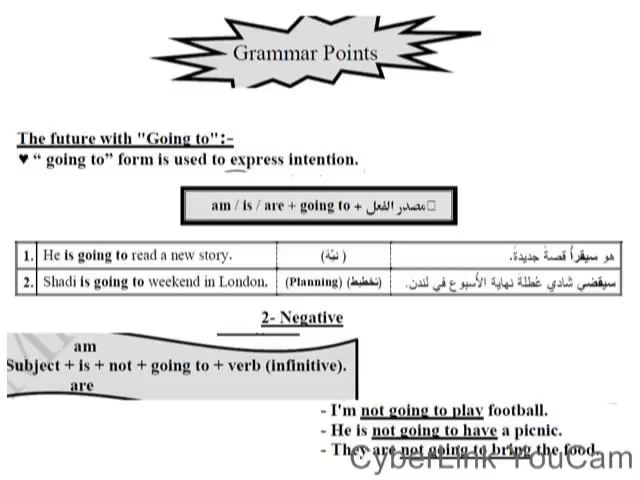 Grammar Points
The future with "Going to":-
♥ “ going to” form is used to express intention.
am / is / are + going to + مصدر الفعل
1. He is going to read a new story. (نيّة ) هو سيقرأ قصة جديدة.
2. Shadi is going to weekend in London. (Planning) (تخطيط) سيقضي شادي عُطلة نهاية الأسبوع في لندن.
2- Negative
am
Subject + is + not + going to + verb (infinitive).
are
- I'm not going to play football.
- He is not going to have a picnic.
- They are not going to bring the food.
CyberLink YouCam